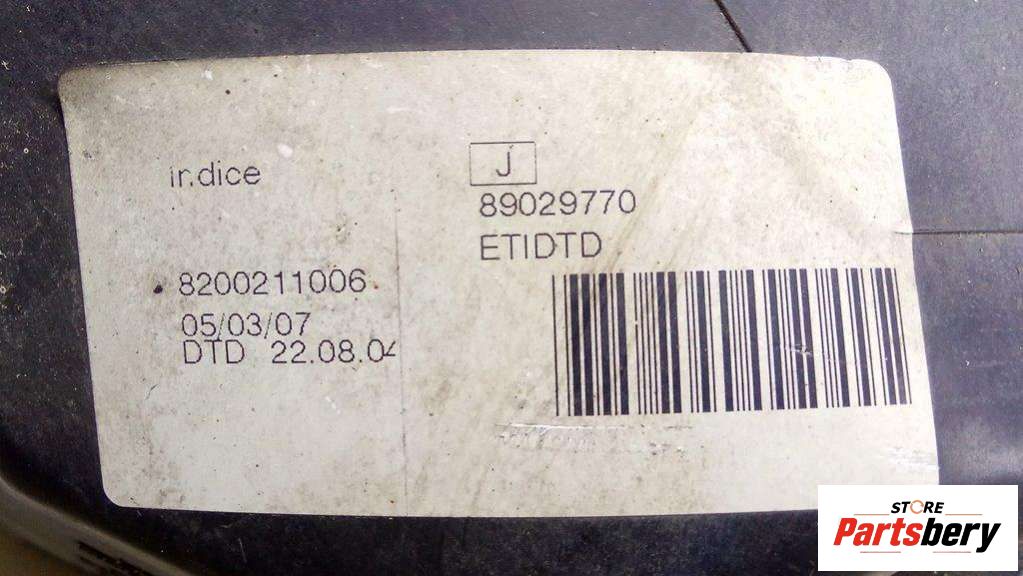 ir.dice
J
89029770
ETIDTD
8200211006
05/03/07
DTD 22.08.04
STORE
Partsbery